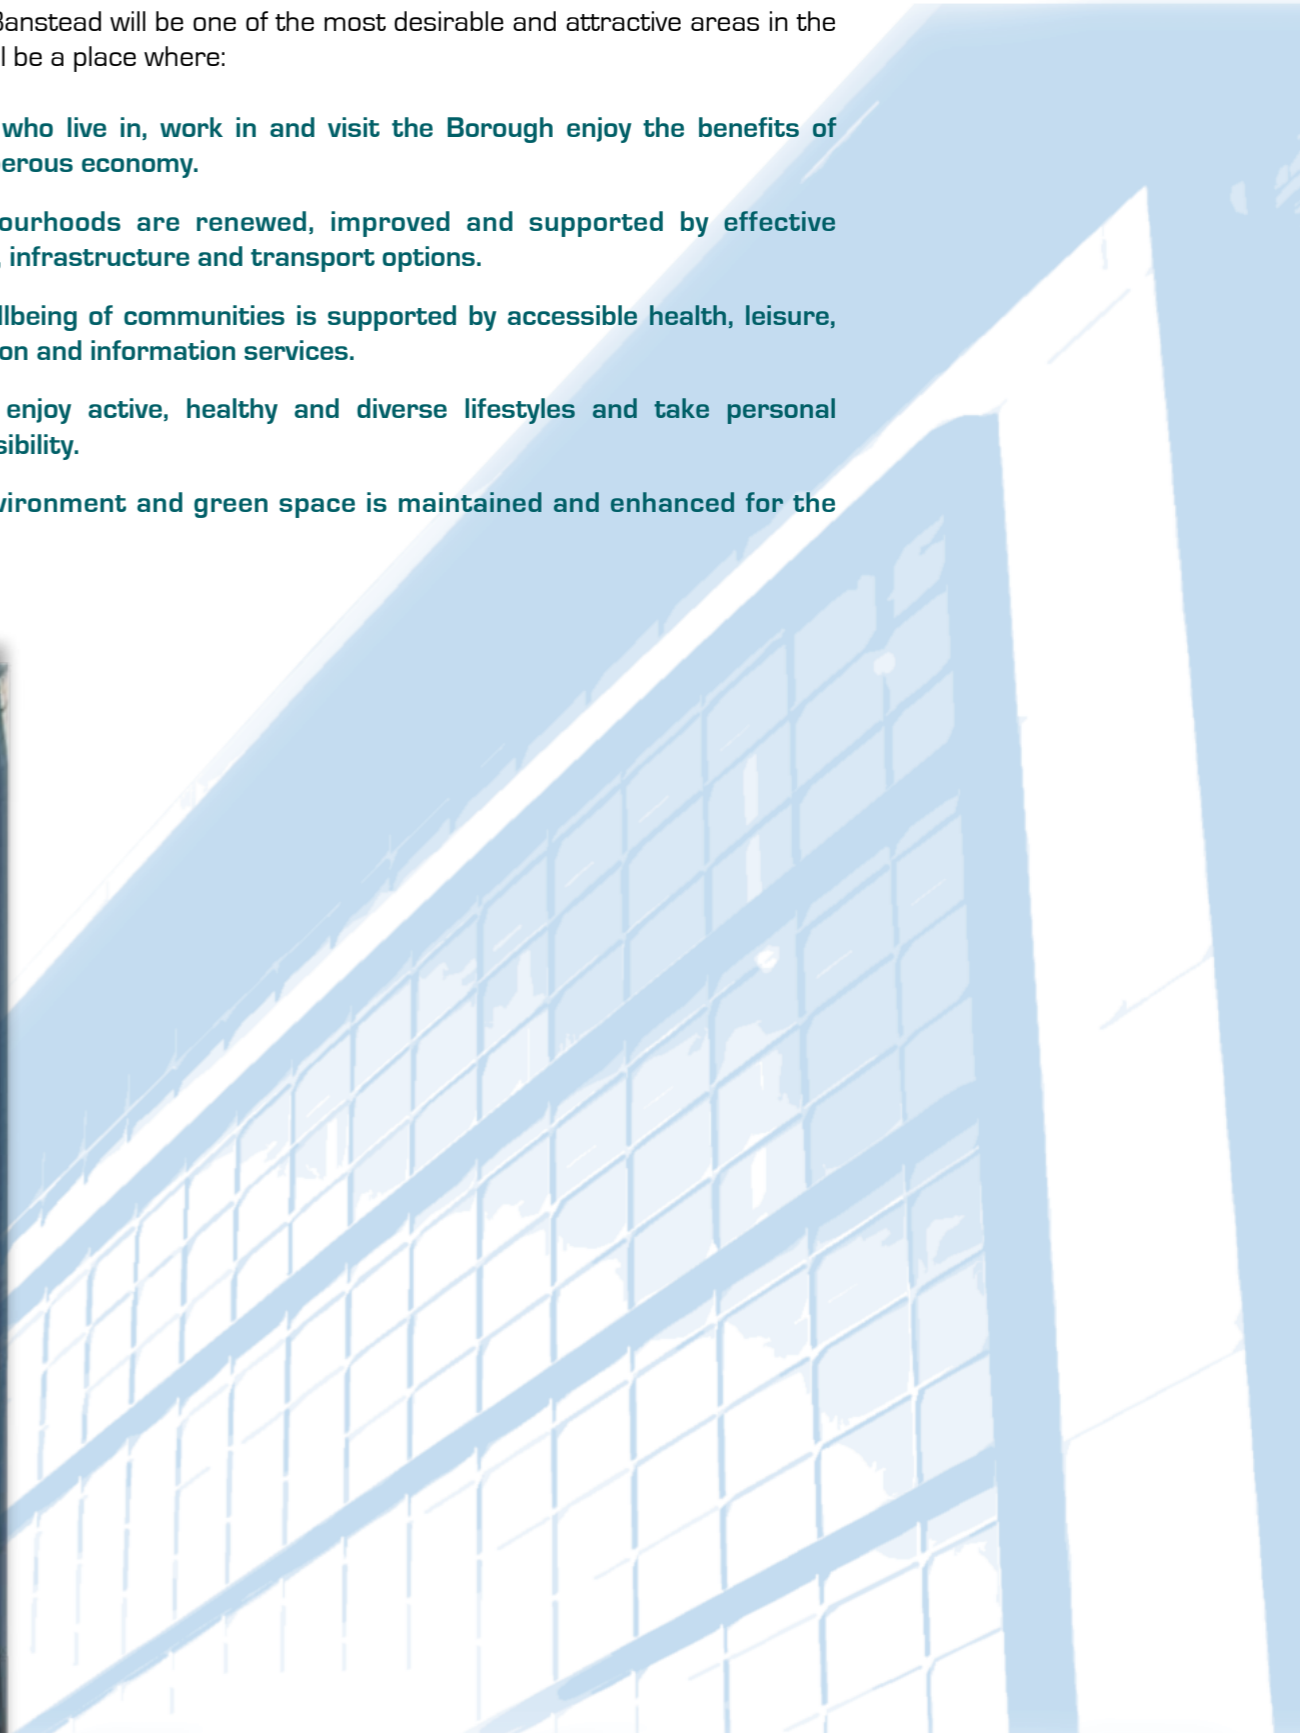 Banstead will be one of the most desirable and attractive areas in the
be a place where:
who live in, work in and visit the Borough enjoy the benefits of
erous economy.
ourhoods are renewed, improved and supported by effective
, infrastructure and transport options.
llbeing of communities is supported by accessible health, leisure,
on and information services.
enjoy active, healthy and diverse lifestyles and take personal
sibility.
vironment and green space is maintained and enhanced for the